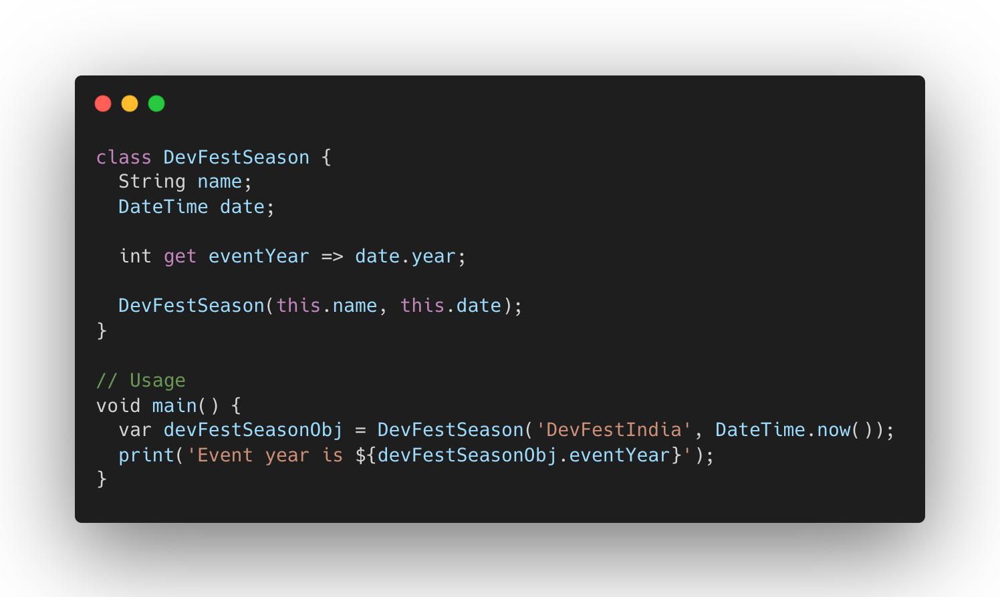 class DevFestSeason {
  String name;
  DateTime date;

  int get eventYear => date.year;

  DevFestSeason(this.name, this.date);
}

// Usage
void main() {
  var devFestSeasonObj = DevFestSeason('DevFestIndia', DateTime.now());
  print('Event year is ${devFestSeasonObj.eventYear}');
}